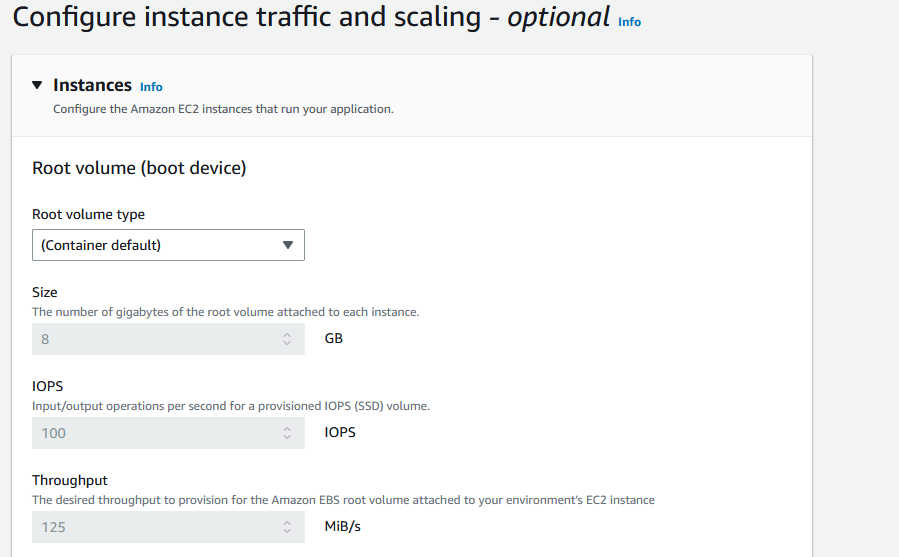 Configure instance traffic and scaling - optional Info
Instances Info
Configure the Amazon EC2 instances that run your application.
Root volume (boot device)
Root volume type
(Container default)
Size
The number of gigabytes of the root volume attached to each instance.
8 GB
IOPS
Input/output operations per second for a provisioned IOPS (SSD) volume.
100 IOPS
Throughput
The desired throughput to provision for the Amazon EBS root volume attached to your environment's EC2 instance
125 MiB/s